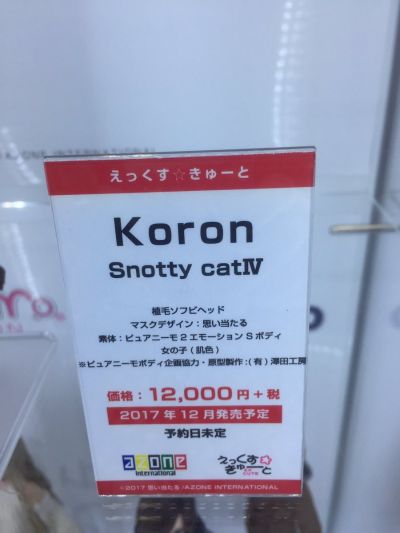 えっくす☆きゅーと
Koron
Snotty catⅣ
植毛ソフビヘッド
マスクデザイン：思い当たる
素体：ピュアニーモ2エモーションSボディ
女の子(肌色)
※ピュアニーモボディ企画協力・原型製作：(有)澤田工房
価格：12,000円＋税
2017年12月発売予定
予約日未定
azone
international
えっくす☆
きゅーと
CUTE
©2017 思い当たる/AZONE INTERNATIONAL